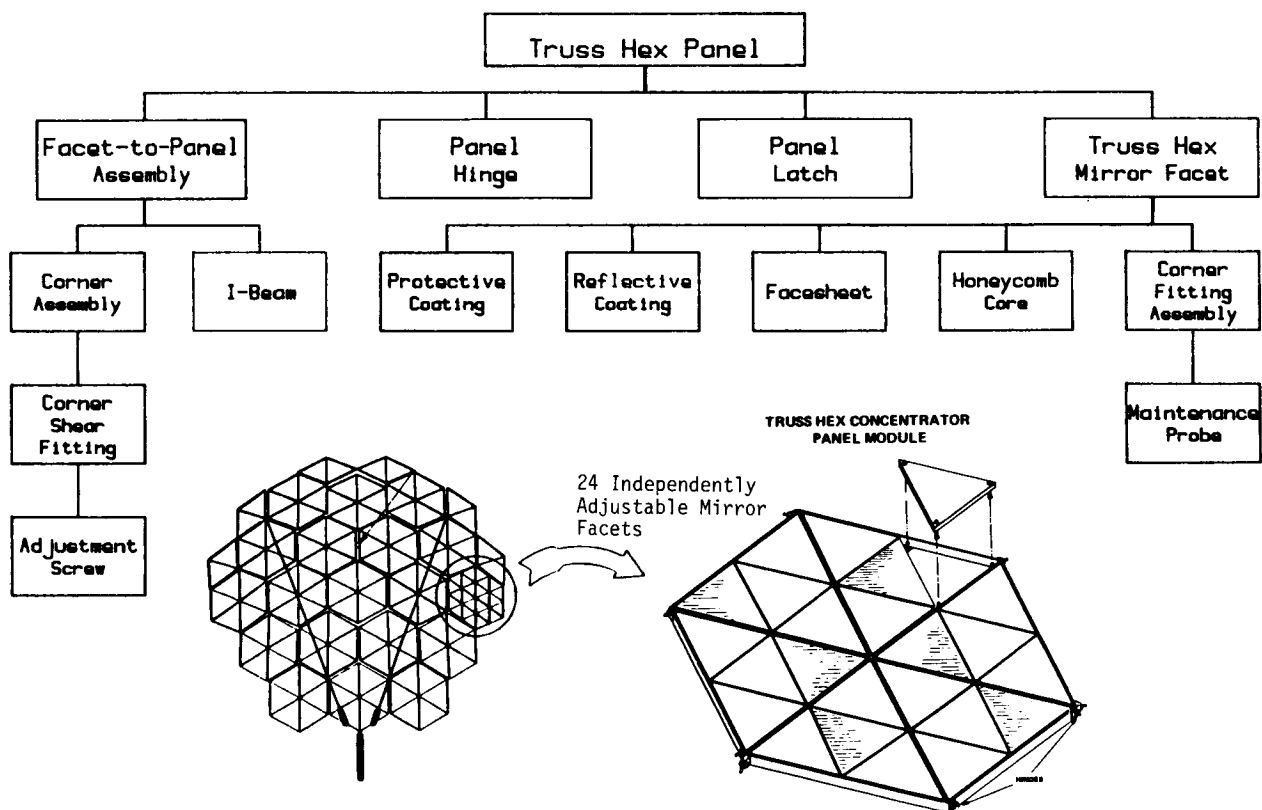 Truss Hex Panel
Facet-to-Panel
Assembly
Panel
Hinge
Panel
Latch
Truss Hex
Mirror Facet
Corner
Assembly
I-Beam
Protective
Coating
Reflective
Coating
Facesheet
Honeycomb
Core
Corner
Fitting
Assembly
Corner
Shear
Fitting
Maintenance
Probe
Adjustment
Screw
TRUSS HEX CONCENTRATOR
PANEL MODULE
24 Independently
Adjustable Mirror
Facets